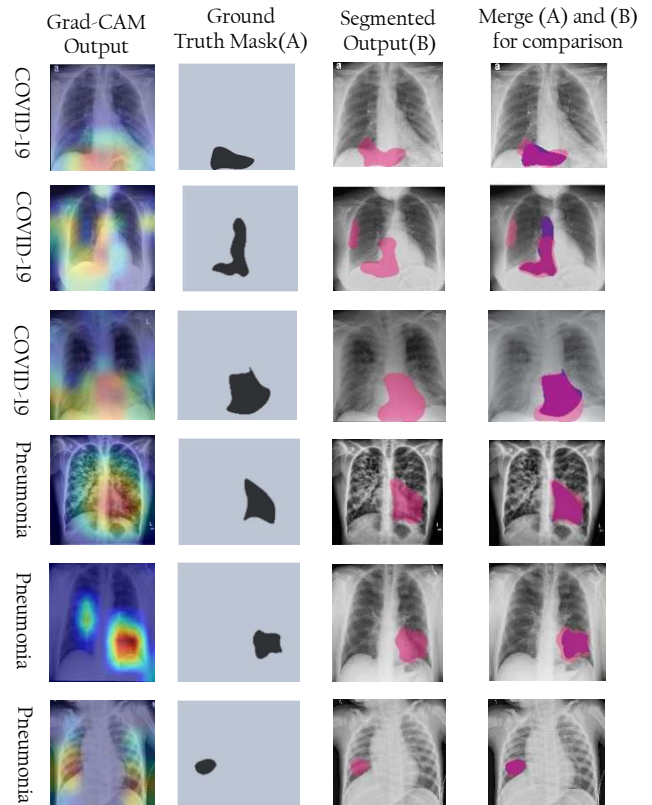 Grad-CAM
Output
Ground
Truth Mask(A)
Segmented
Output(B)
Merge (A) and (B)
for comparison
COVID-19
a
a
a
COVID-19
COVID-19
L
Pneumonia
Pneumonia
Pneumonia